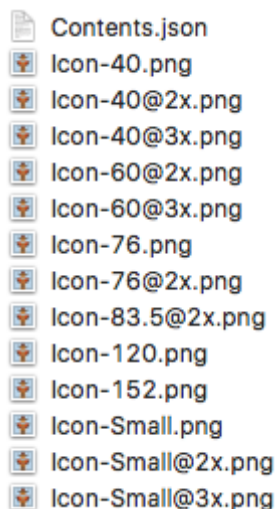 Contents.json
Icon-40.png
Icon-40@2x.png
Icon-40@3x.png
Icon-60@2x.png
Icon-60@3x.png
Icon-76.png
Icon-76@2x.png
Icon-83.5@2x.png
Icon-120.png
Icon-152.png
Icon-Small.png
Icon-Small@2x.png
Icon-Small@3x.png